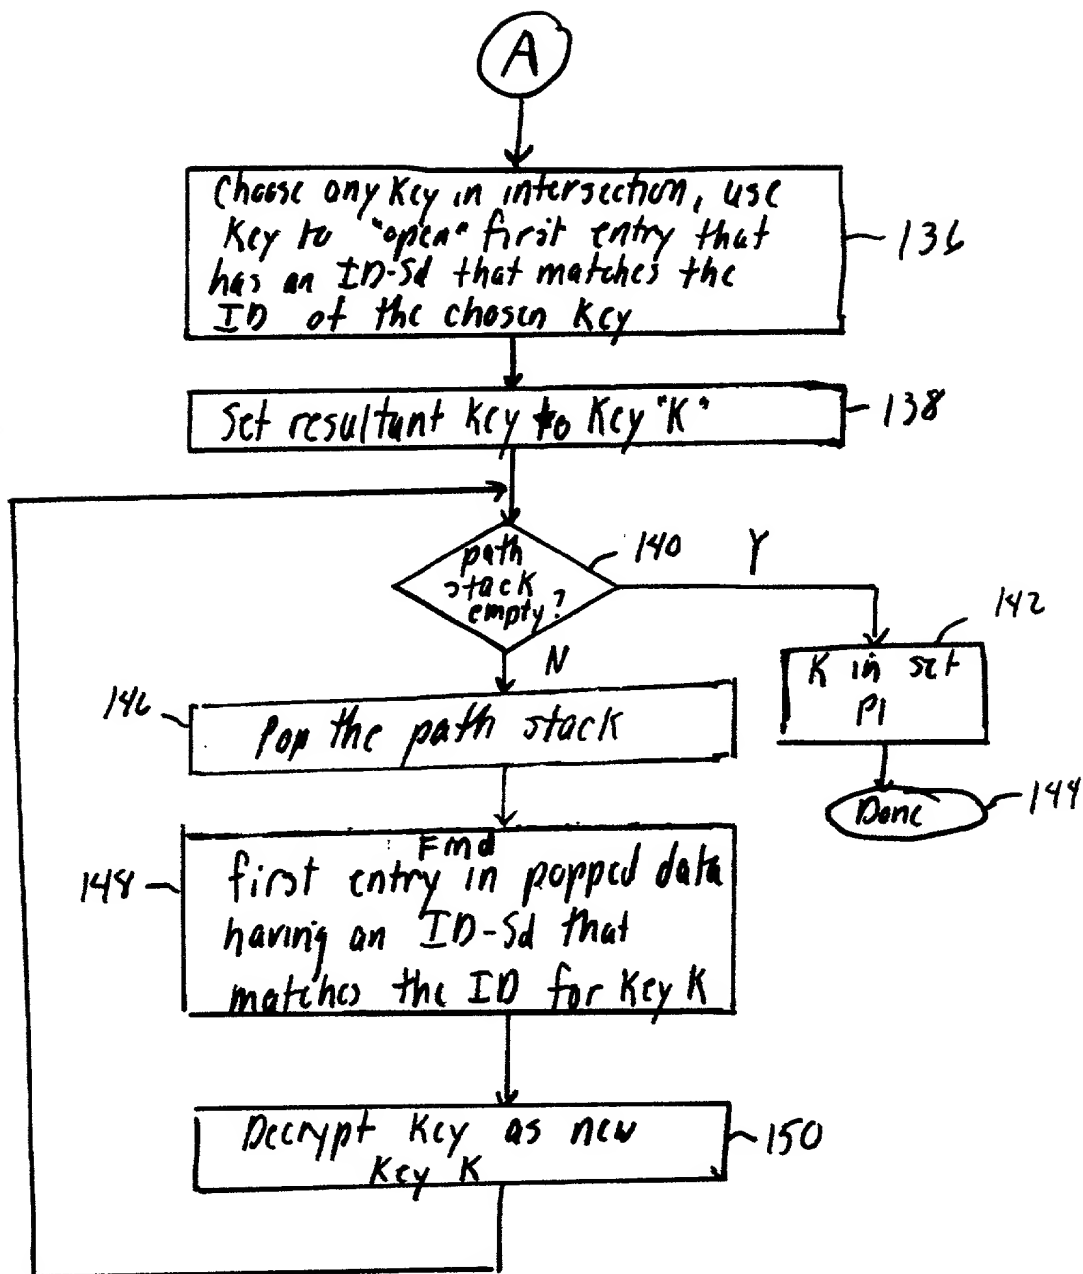 A
Choose any Key in intersection, use
Key to "open" first entry that
has an ID-Sd that matches the
ID of the chosen Key
136
Set resultant Key to Key "K"
138
path
stack
empty?
140
Y
N
142
K in set
P1
Done
144
146
Pop the path stack
148
Find
first entry in popped data
having an ID-Sd that
matches the ID for Key K
Decrypt Key as new
Key K
150